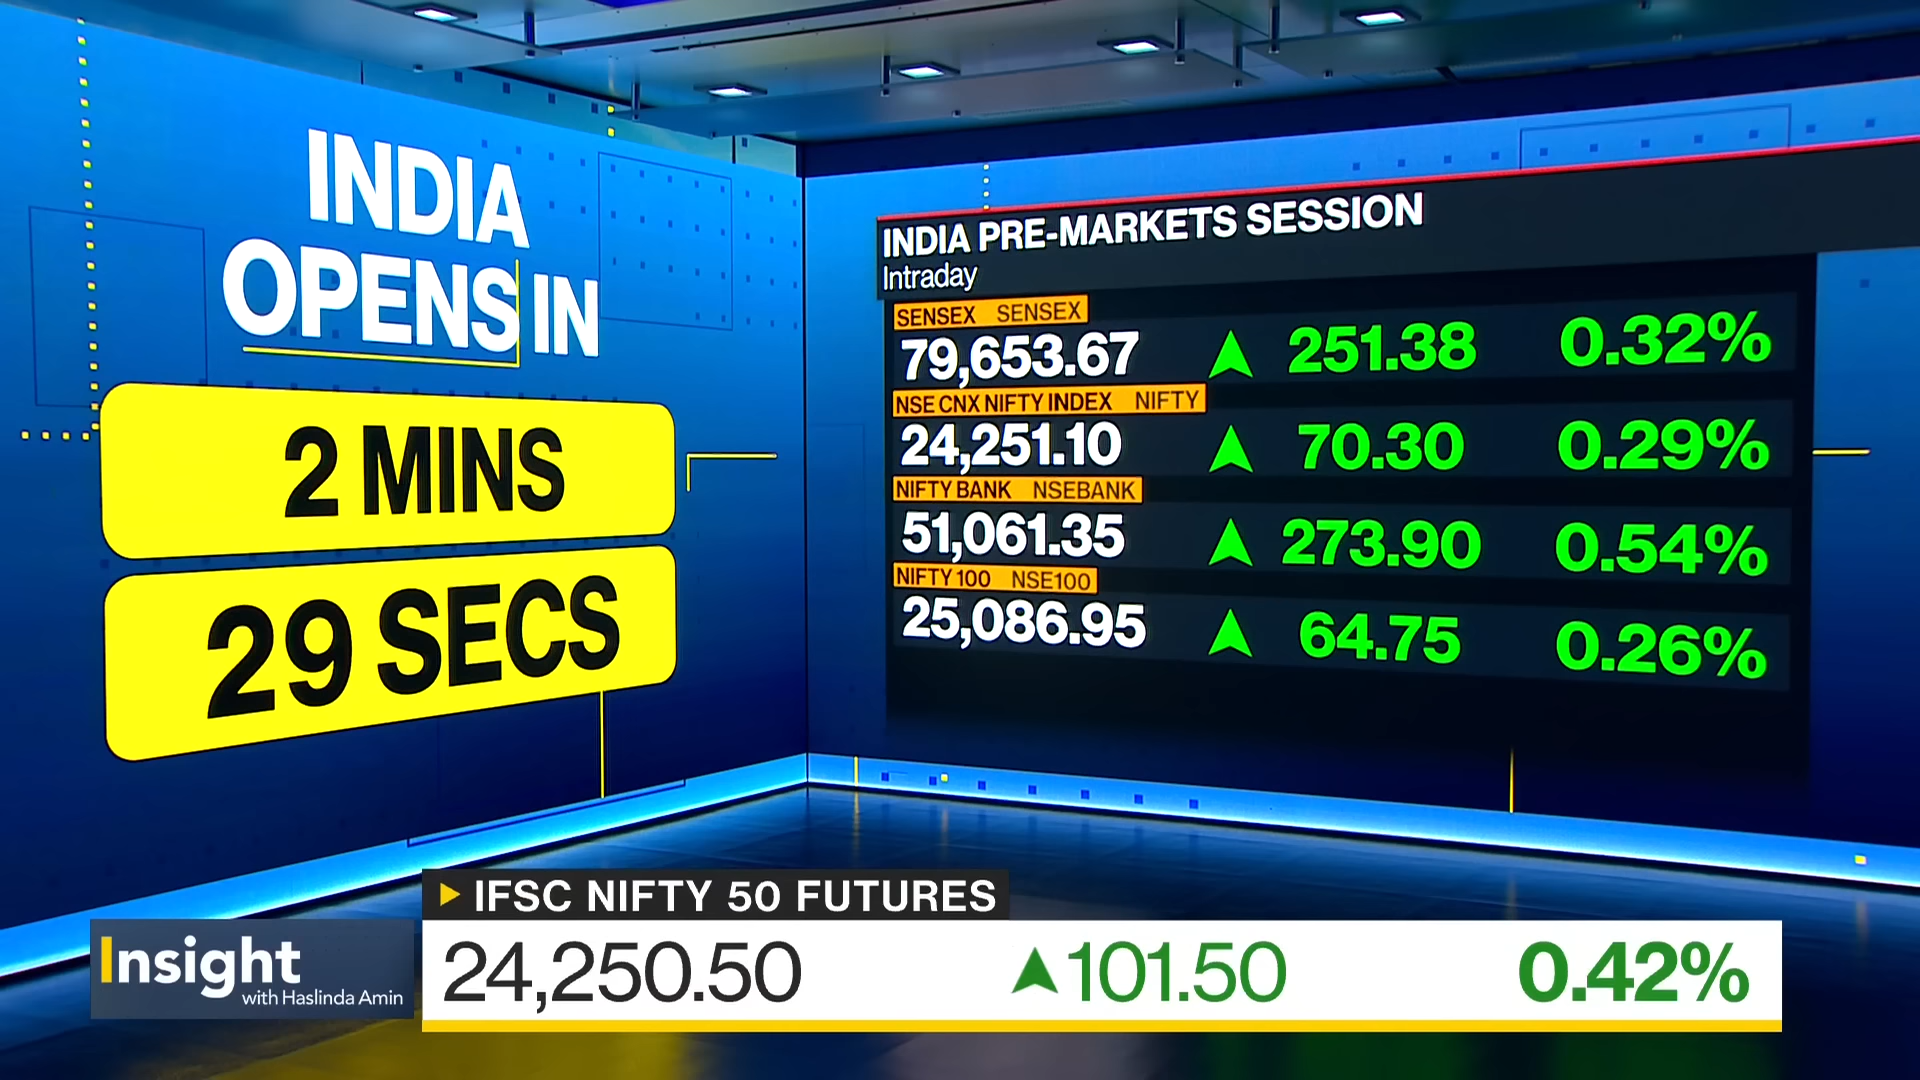 INDIA
OPENS IN
2 MINS
29 SECS
INDIA PRE-MARKETS SESSION
Intraday
SENSEX SENSEX
79,653.67 ▲ 251.38 0.32%
NSE CNX NIFTY INDEX NIFTY
24,251.10 ▲ 70.30 0.29%
NIFTY BANK NSEBANK
51,061.35 ▲ 273.90 0.54%
NIFTY 100 NSE100
25,086.95 ▲ 64.75 0.26%
IFSC NIFTY 50 FUTURES
24,250.50 ▲101.50 0.42%
Insight
with Haslinda Amin